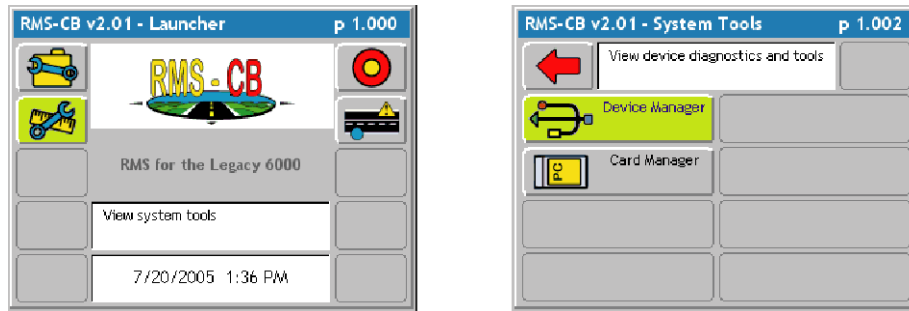 RMS-CB v2.01 - Launcher p 1.000
RMS - CB
RMS for the Legacy 6000
View system tools
7/20/2005 1:36 PM
RMS-CB v2.01 - System Tools p 1.002
View device diagnostics and tools
Device Manager
PC
Card Manager